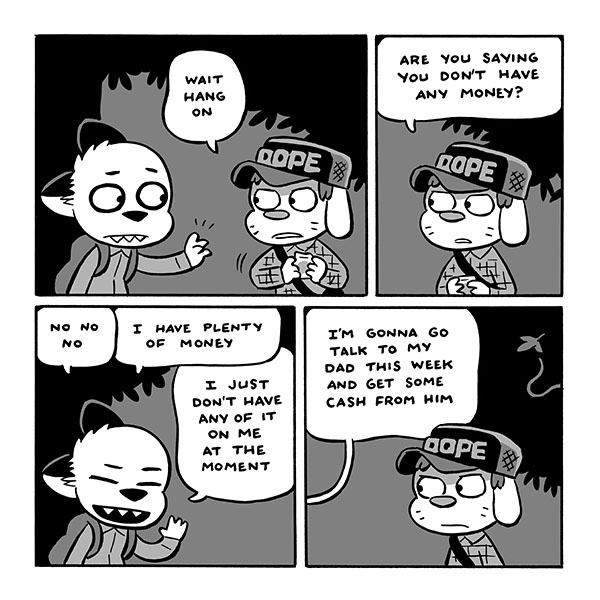 WAIT
HANG
ON
DOPE
ARE YOU SAYING
YOU DON'T HAVE
ANY MONEY?
DOPE
NO NO
NO
I HAVE PLENTY
OF MONEY
I JUST
DON'T HAVE
ANY OF IT
ON ME
AT THE
MOMENT
I'M GONNA GO
TALK TO MY
DAD THIS WEEK
AND GET SOME
CASH FROM HIM
DOPE